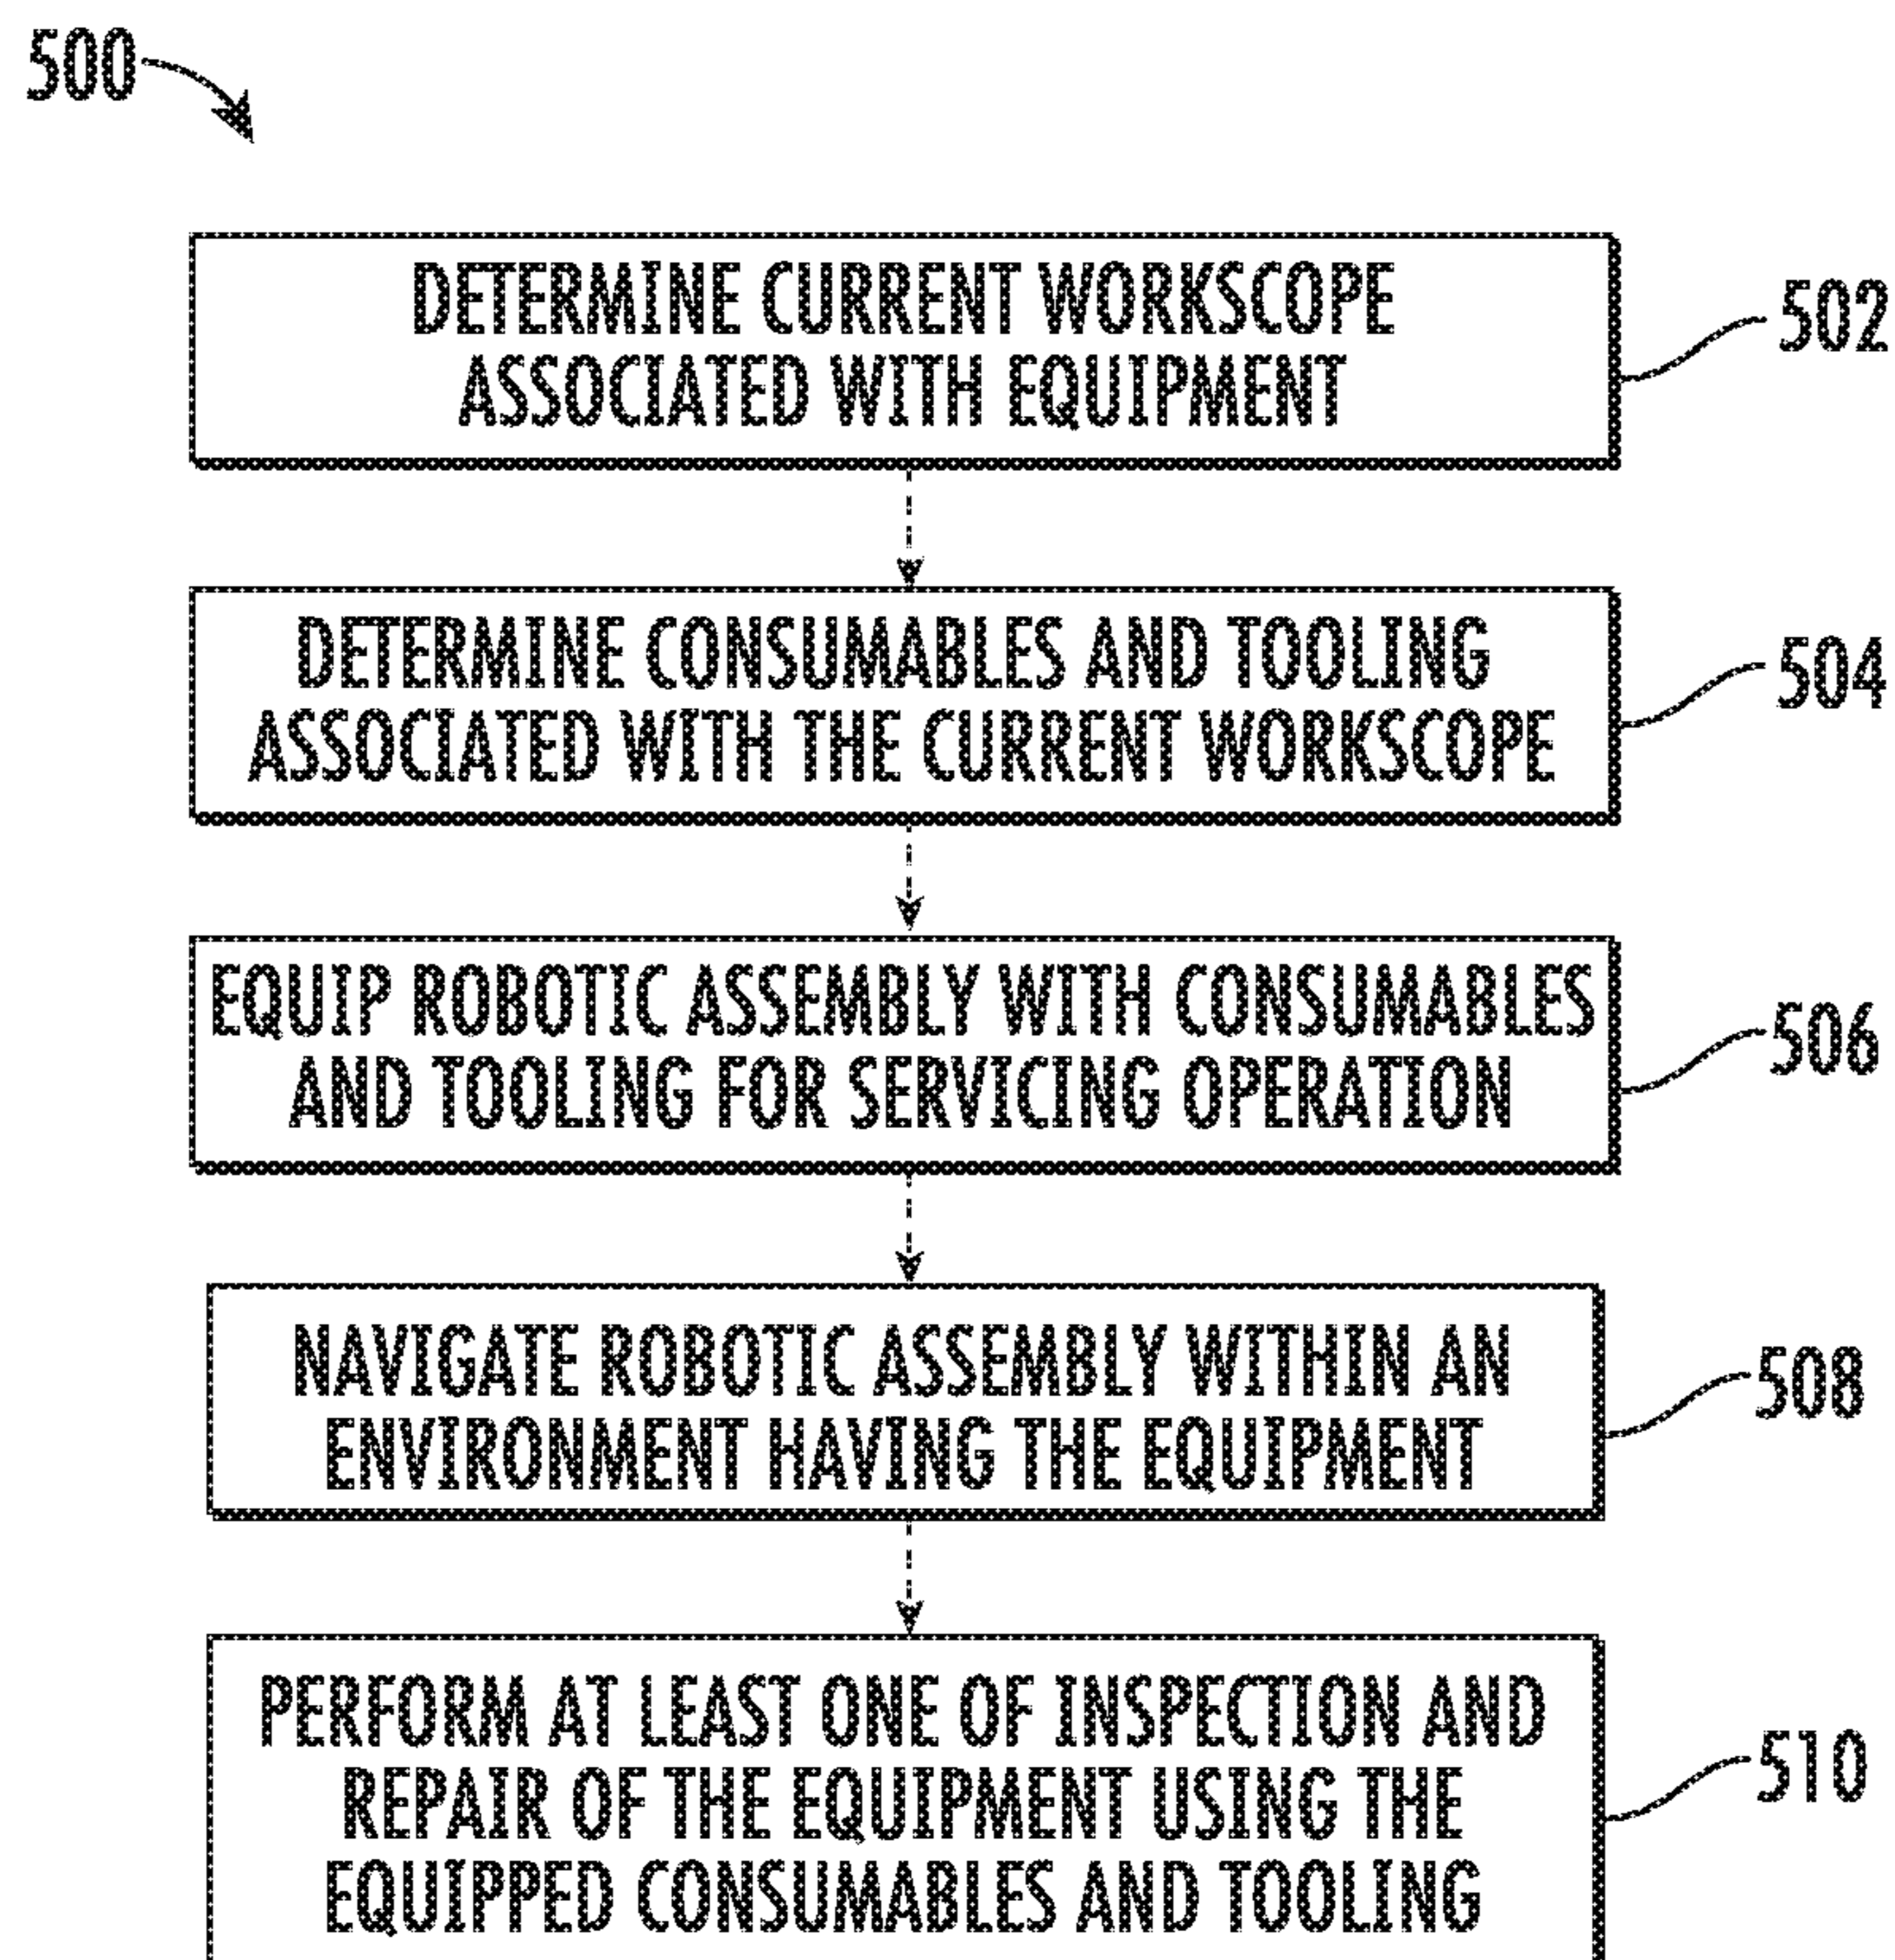 500
DETERMINE CURRENT WORKSCOPE
ASSOCIATED WITH EQUIPMENT
502
DETERMINE CONSUMABLES AND TOOLING
ASSOCIATED WITH THE CURRENT WORKSCOPE
504
EQUIP ROBOTIC ASSEMBLY WITH CONSUMABLES
AND TOOLING FOR SERVICING OPERATION
506
NAVIGATE ROBOTIC ASSEMBLY WITHIN AN
ENVIRONMENT HAVING THE EQUIPMENT
508
PERFORM AT LEAST ONE OF INSPECTION AND
REPAIR OF THE EQUIPMENT USING THE
EQUIPPED CONSUMABLES AND TOOLING
510